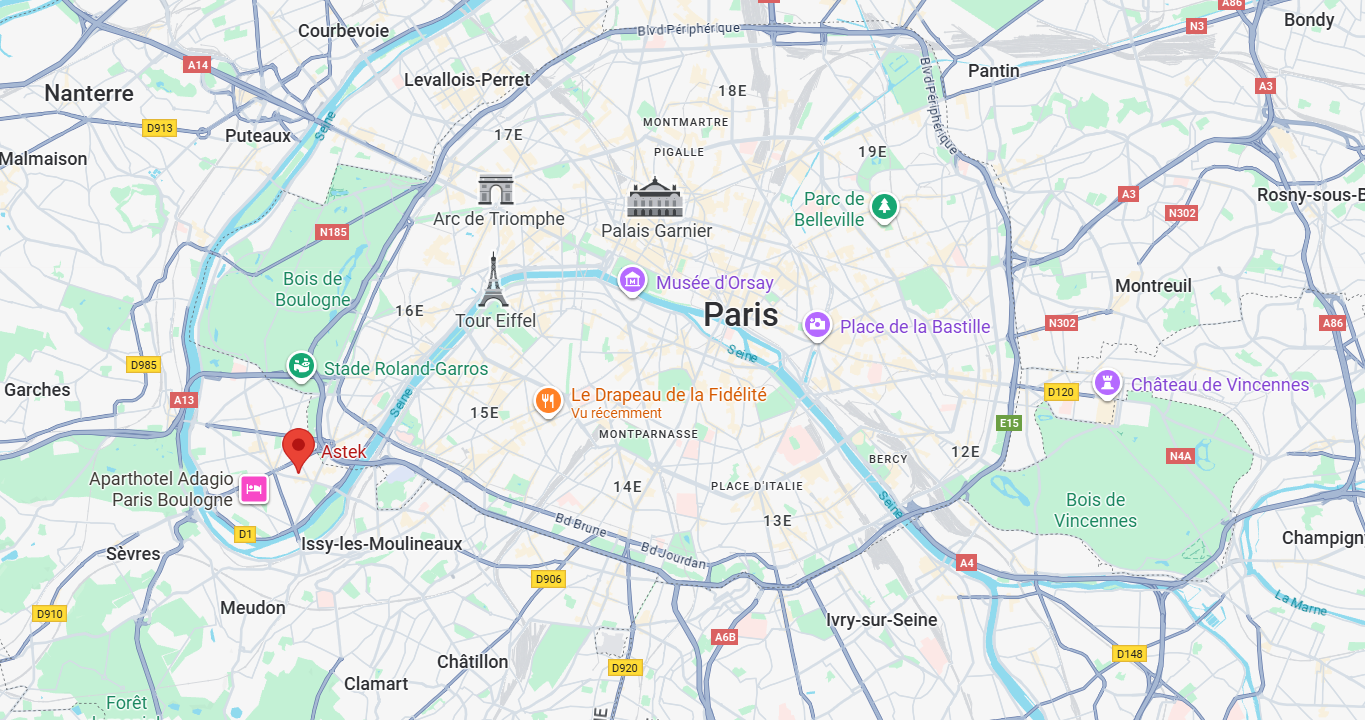 Courbevoie
Blvd Périphérique
A86
N3
Bondy
A14
Levallois-Perret
Pantin
Nanterre
18E
A3
D913
Puteaux
Seine
17E
MONTMARTRE
Blvd Périphérique
Malmaison
PIGALLE
19E
Arc de Triomphe
Palais Garnier
Parc de
Belleville
A3
N302
Rosny-sous-B
N185
Bois de
Boulogne
Musée d'Orsay
Montreuil
16E
Tour Eiffel
Paris
Place de la Bastille
N302
A86
Seine
D985
Stade Roland-Garros
Garches
A13
Seine
15E
Le Drapeau de la Fidélité
Vu récemment
D120
Château de Vincennes
E15
MONTPARNASSE
Astek
BERCY
12E
N4A
Aparthotel Adagio
Paris Boulogne
14E
PLACE D'ITALIE
Seine
Bois de
Vincennes
D1
Bd Brune
13E
Issy-les-Moulineaux
Sèvres
Bd Jourdan
A4
Champign
D906
D910
Meudon
La Marne
Ivry-sur-Seine
A6B
D148
Châtillon
D920
Clamart
Forêt